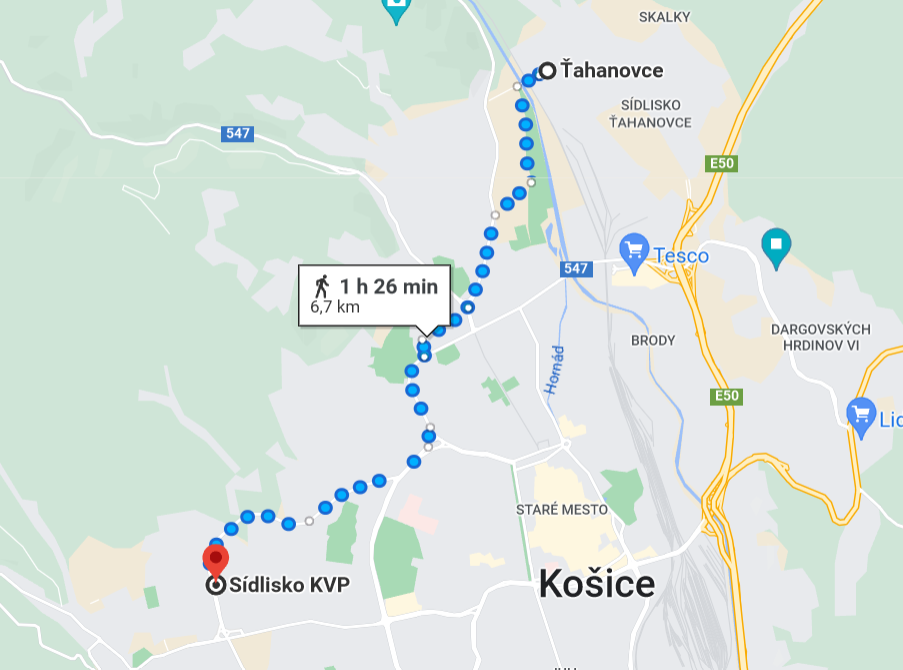 SKALKY
Ťahanovce
SÍDLISKO
ŤAHANOVCE
547
E50
Tesco
547
1 h 26 min
6,7 km
DARGOVSKÝCH
HRDINOV VI
BRODY
Hornád
E50
Lid
STARÉ MESTO
Košice
Sídlisko KVP